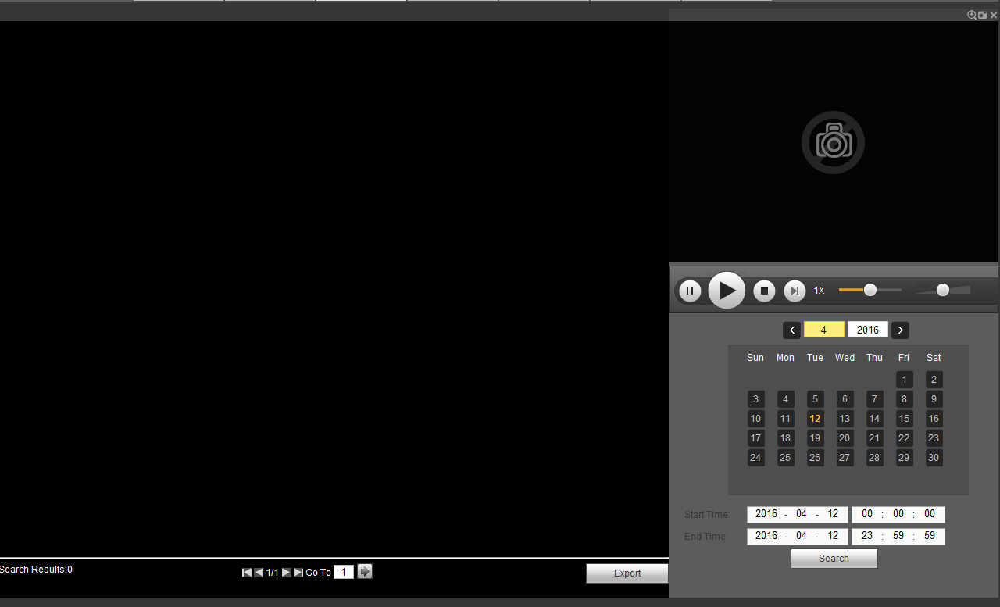 1X
4 2016
Sun Mon Tue Wed Thu Fri Sat
1 2
3 4 5 6 7 8 9
10 11 12 13 14 15 16
17 18 19 20 21 22 23
24 25 26 27 28 29 30
Start Time: 2016 - 04 - 12 00 : 00 : 00
End Time: 2016 - 04 - 12 23 : 59 : 59
Search
Search Results:0 1/1 Go To 1 Export